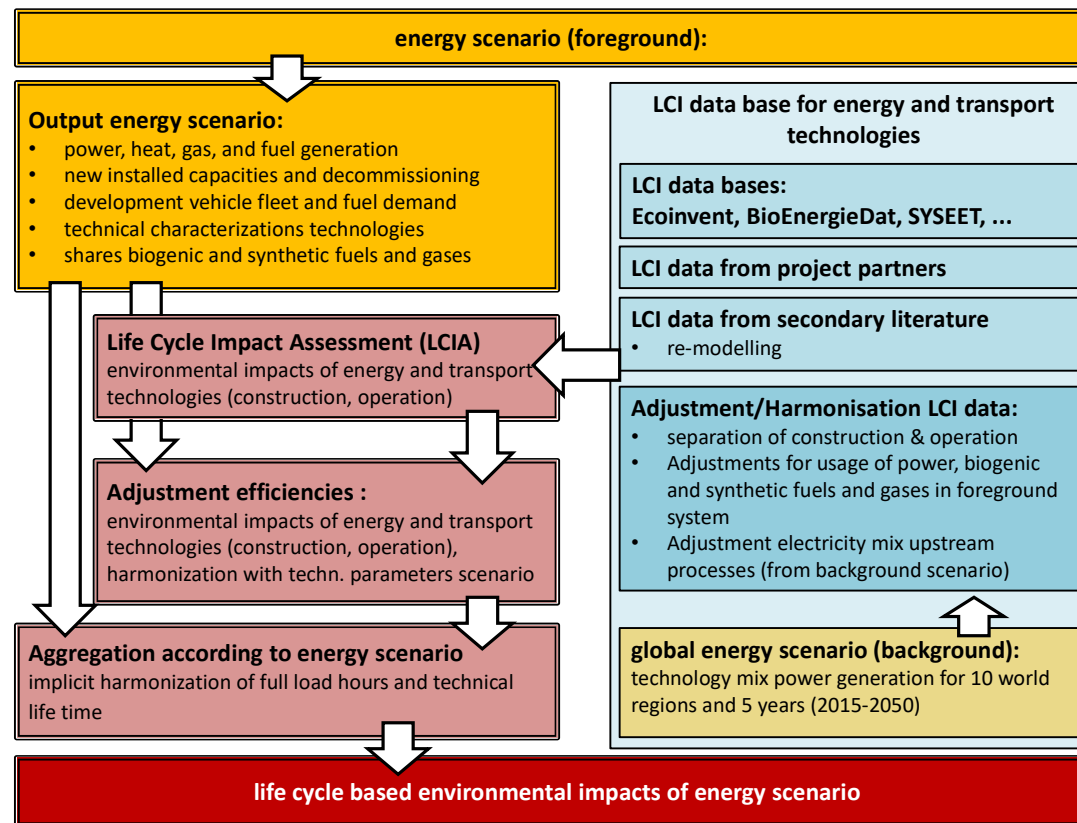 energy scenario (foreground):
Output energy scenario:
• power, heat, gas, and fuel generation
• new installed capacities and decommissioning
• development vehicle fleet and fuel demand
• technical characterizations technologies
• shares biogenic and synthetic fuels and gases
Life Cycle Impact Assessment (LCIA)
environmental impacts of energy and transport
technologies (construction, operation)
Adjustment efficiencies :
environmental impacts of energy and transport
technologies (construction, operation),
harmonization with techn. parameters scenario
Aggregation according to energy scenario
implicit harmonization of full load hours and technical
life time
LCI data base for energy and transport
technologies
LCI data bases:
Ecoinvent, BioEnergieDat, SYSEET, ...
LCI data from project partners
LCI data from secondary literature
• re-modelling
Adjustment/Harmonisation LCI data:
• separation of construction & operation
• Adjustments for usage of power, biogenic
and synthetic fuels and gases in foreground
system
• Adjustment electricity mix upstream
processes (from background scenario)
global energy scenario (background):
technology mix power generation for 10 world
regions and 5 years (2015-2050)
life cycle based environmental impacts of energy scenario